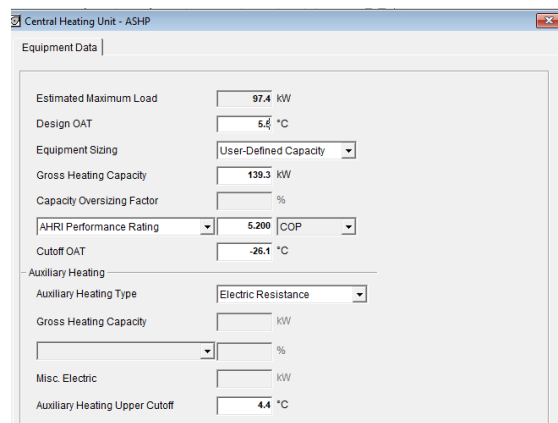 Central Heating Unit - ASHP
Equipment Data
Estimated Maximum Load 97.4 kW
Design OAT 5.5 °C
Equipment Sizing User-Defined Capacity
Gross Heating Capacity 139.3 kW
Capacity Oversizing Factor %
AHRI Performance Rating 5.200 COP
Cutoff OAT -26.1 °C
Auxiliary Heating
Auxiliary Heating Type Electric Resistance
Gross Heating Capacity kW
%
Misc. Electric kW
Auxiliary Heating Upper Cutoff 4.4 °C